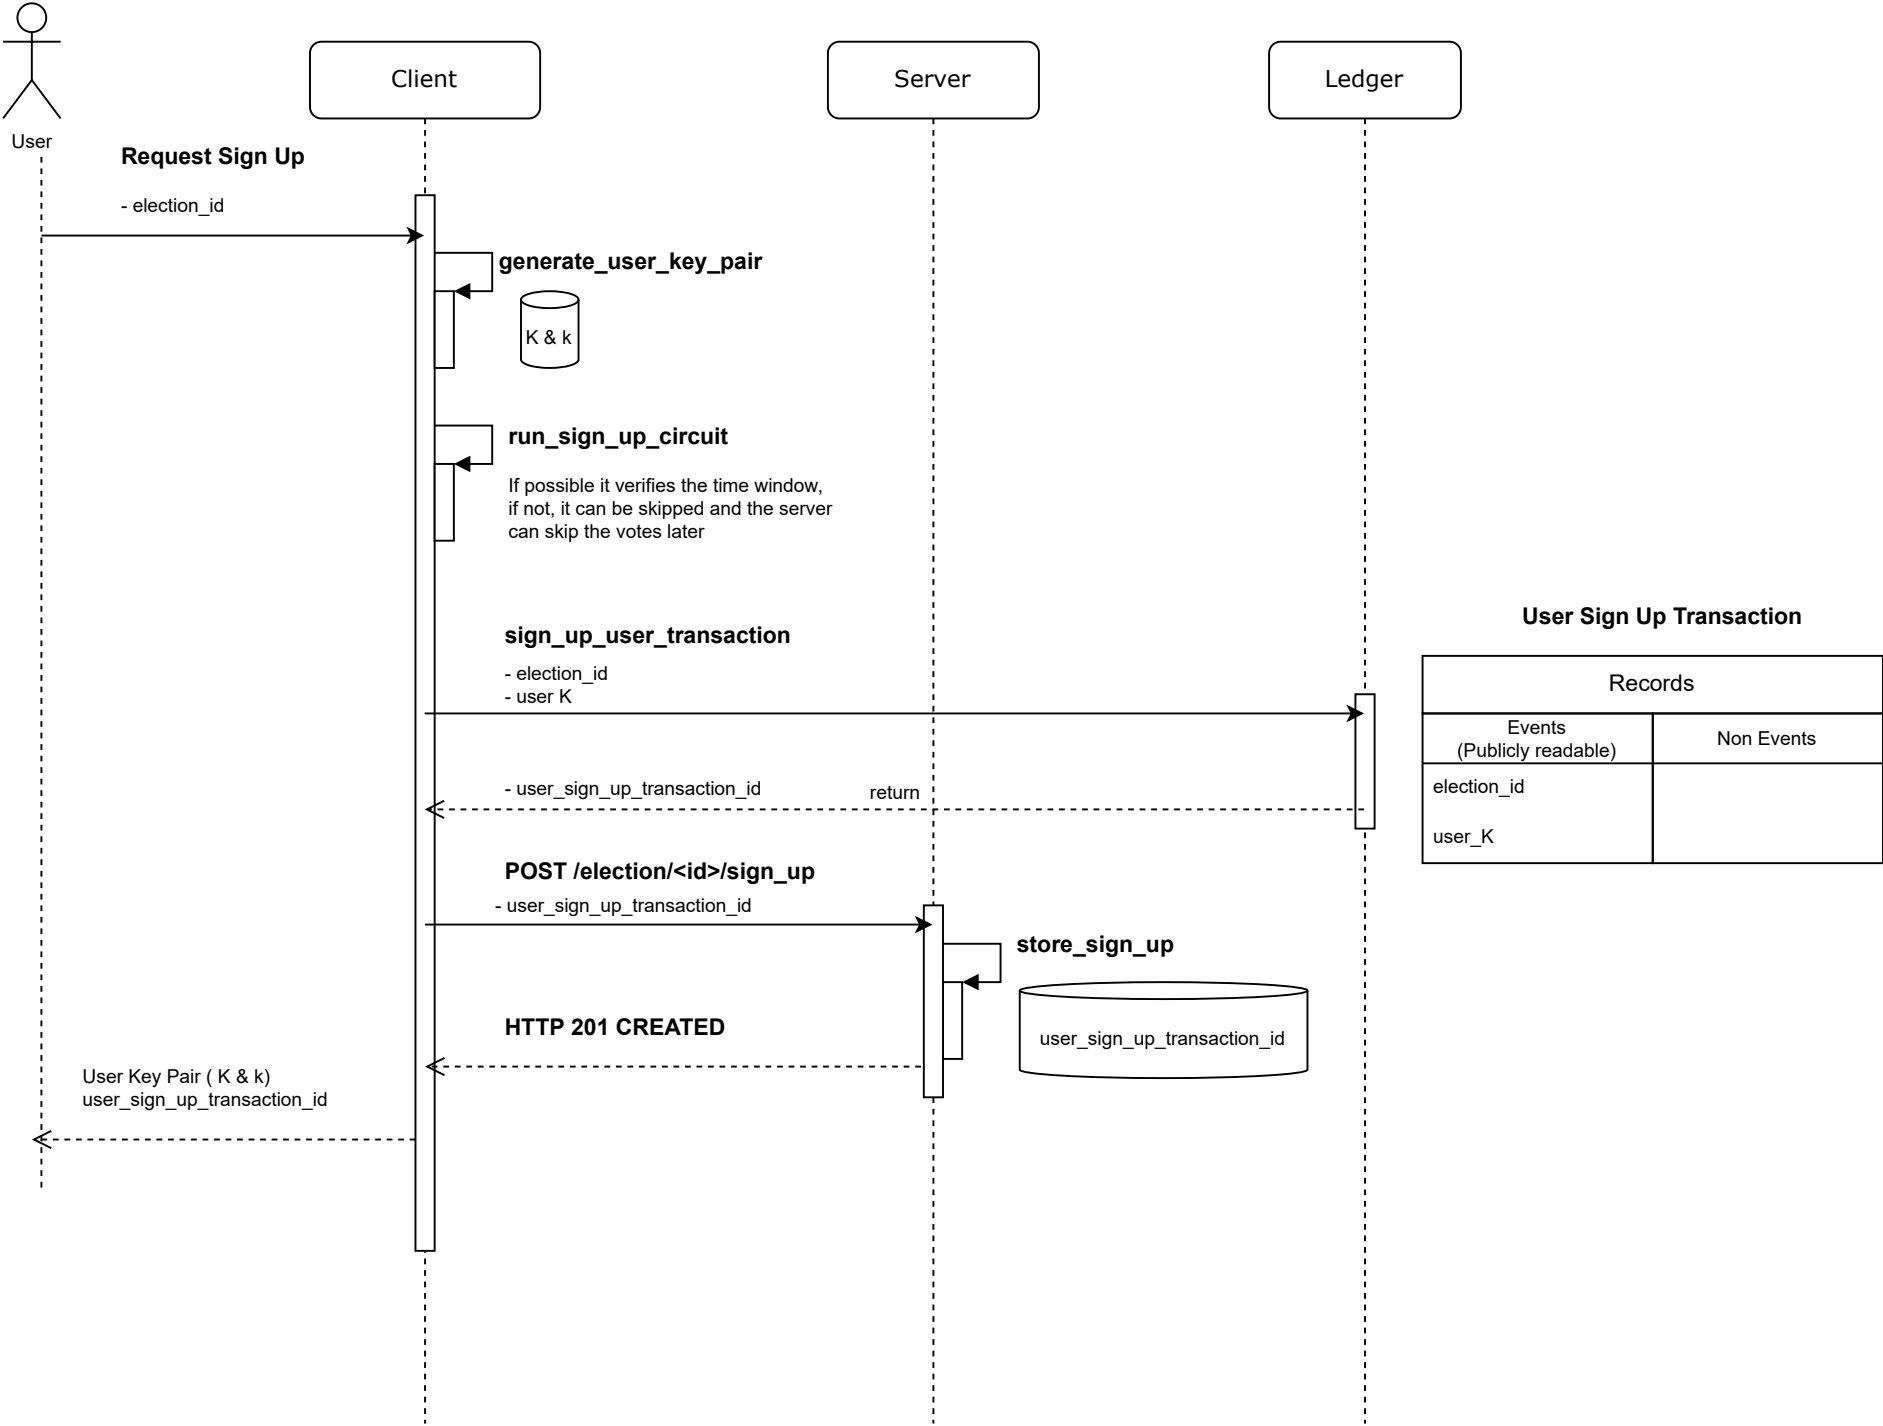 Client
Server
Ledger
User
Request Sign Up
- election_id
generate_user_key_pair
K & k
run_sign_up_circuit
If possible it verifies the time window,
if not, it can be skipped and the server
can skip the votes later
User Sign Up Transaction
sign_up_user_transaction
- election_id
- user K
Records
Events
(Publicly readable)
Non Events
election_id
user_K
- user_sign_up_transaction_id
return
POST /election/<id>/sign_up
- user_sign_up_transaction_id
store_sign_up
user_sign_up_transaction_id
HTTP 201 CREATED
User Key Pair ( K & k)
user_sign_up_transaction_id